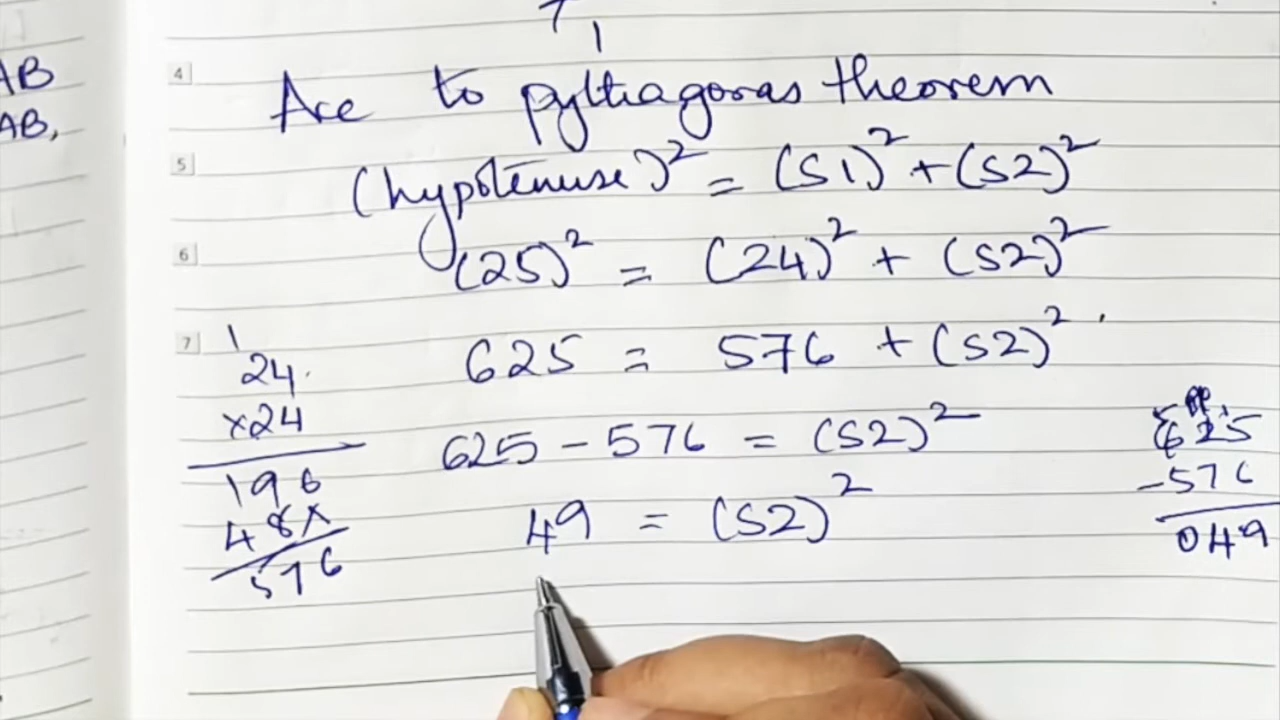 AB
AB,
1
4
Acc to pythagoras theorem
5
(hypotenuse)² = (S1)² + (S2)²
6
(25)² = (24)² + (S2)²
7
625 = 576 + (S2)²
625 - 576 = (S2)²
49 = (S2)²
1
24
×24
196
48×
576
625
-576
049